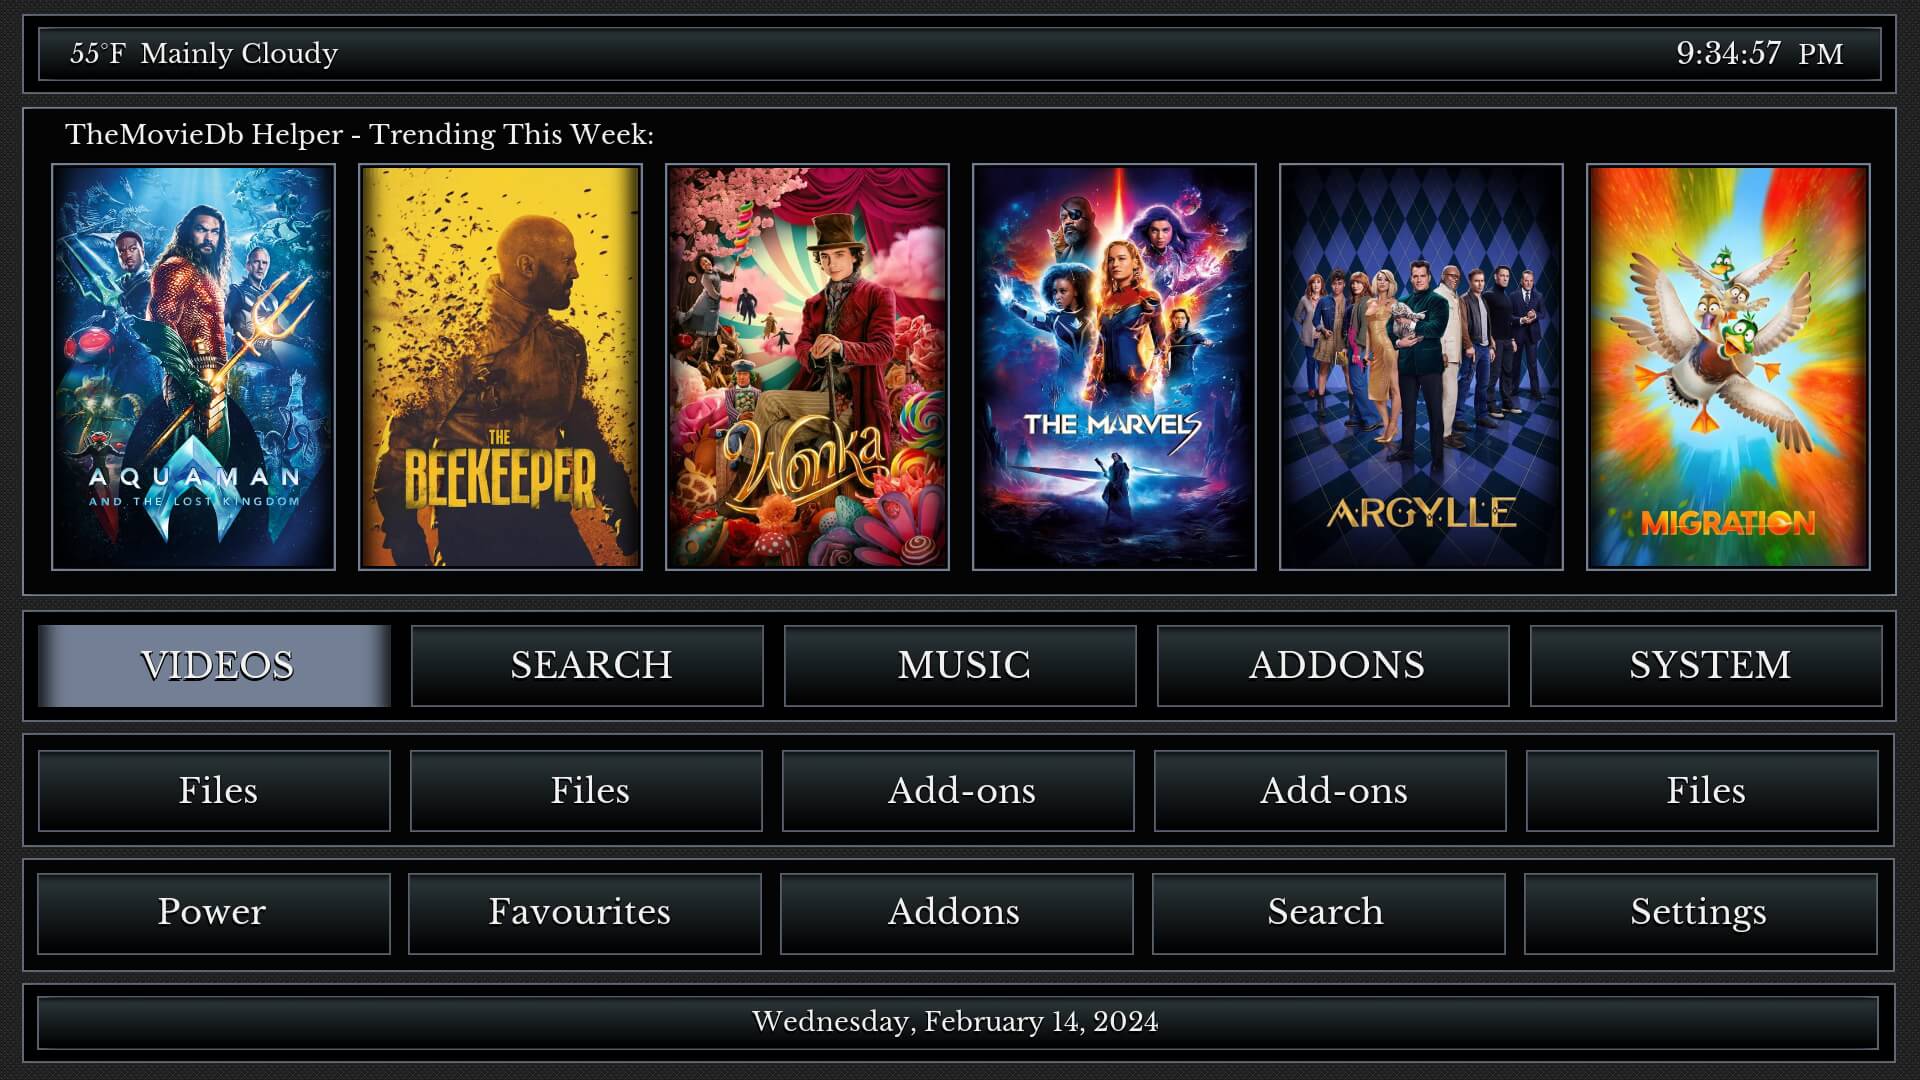 55°F Mainly Cloudy
9:34:57 PM
TheMovieDb Helper - Trending This Week:
AQUAMAN
AND THE LOST KINGDOM
THE
BEEKEEPER
Wonka
THE MARVELS
ARGYLLE
MIGRATION
VIDEOS
SEARCH
MUSIC
ADDONS
SYSTEM
Files
Files
Add-ons
Add-ons
Files
Power
Favourites
Addons
Search
Settings
Wednesday, February 14, 2024